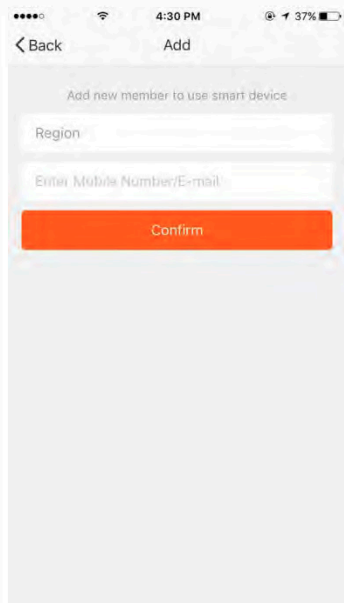 4:30 PM 37%
Back Add
Add new member to use smart device
Region
Enter Mobile Number/E-mail
Confirm